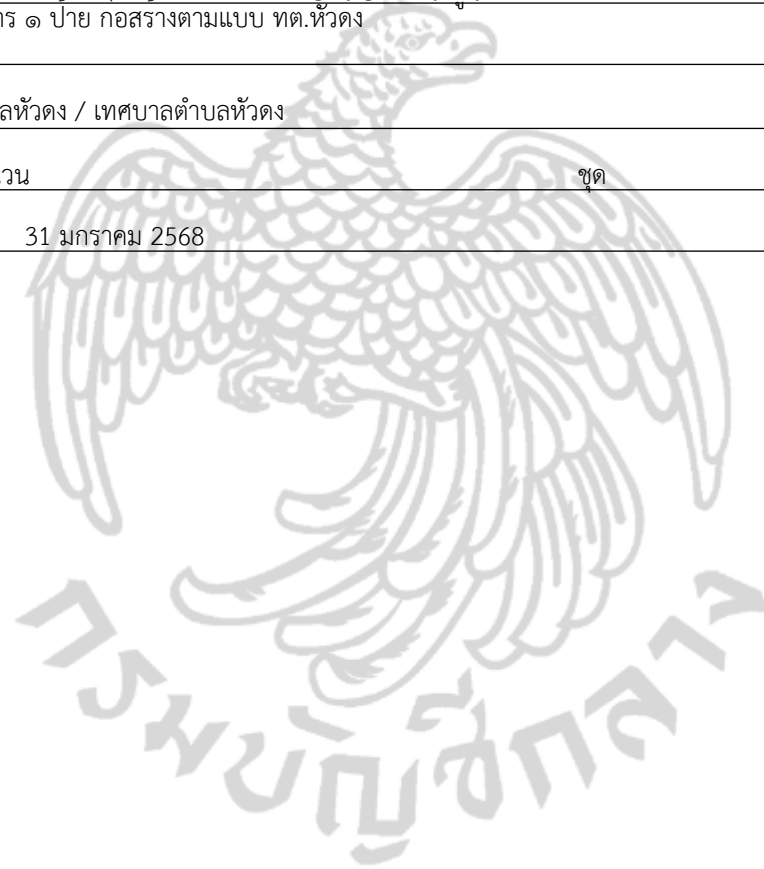 ๑ ป้าย ก่อสร้างตามแบบ ทต.หัวดง
ลหัวดง / เทศบาลตำบลหัวดง
วน ชุด
31 มกราคม 2568
กรมบัญชีกลาง